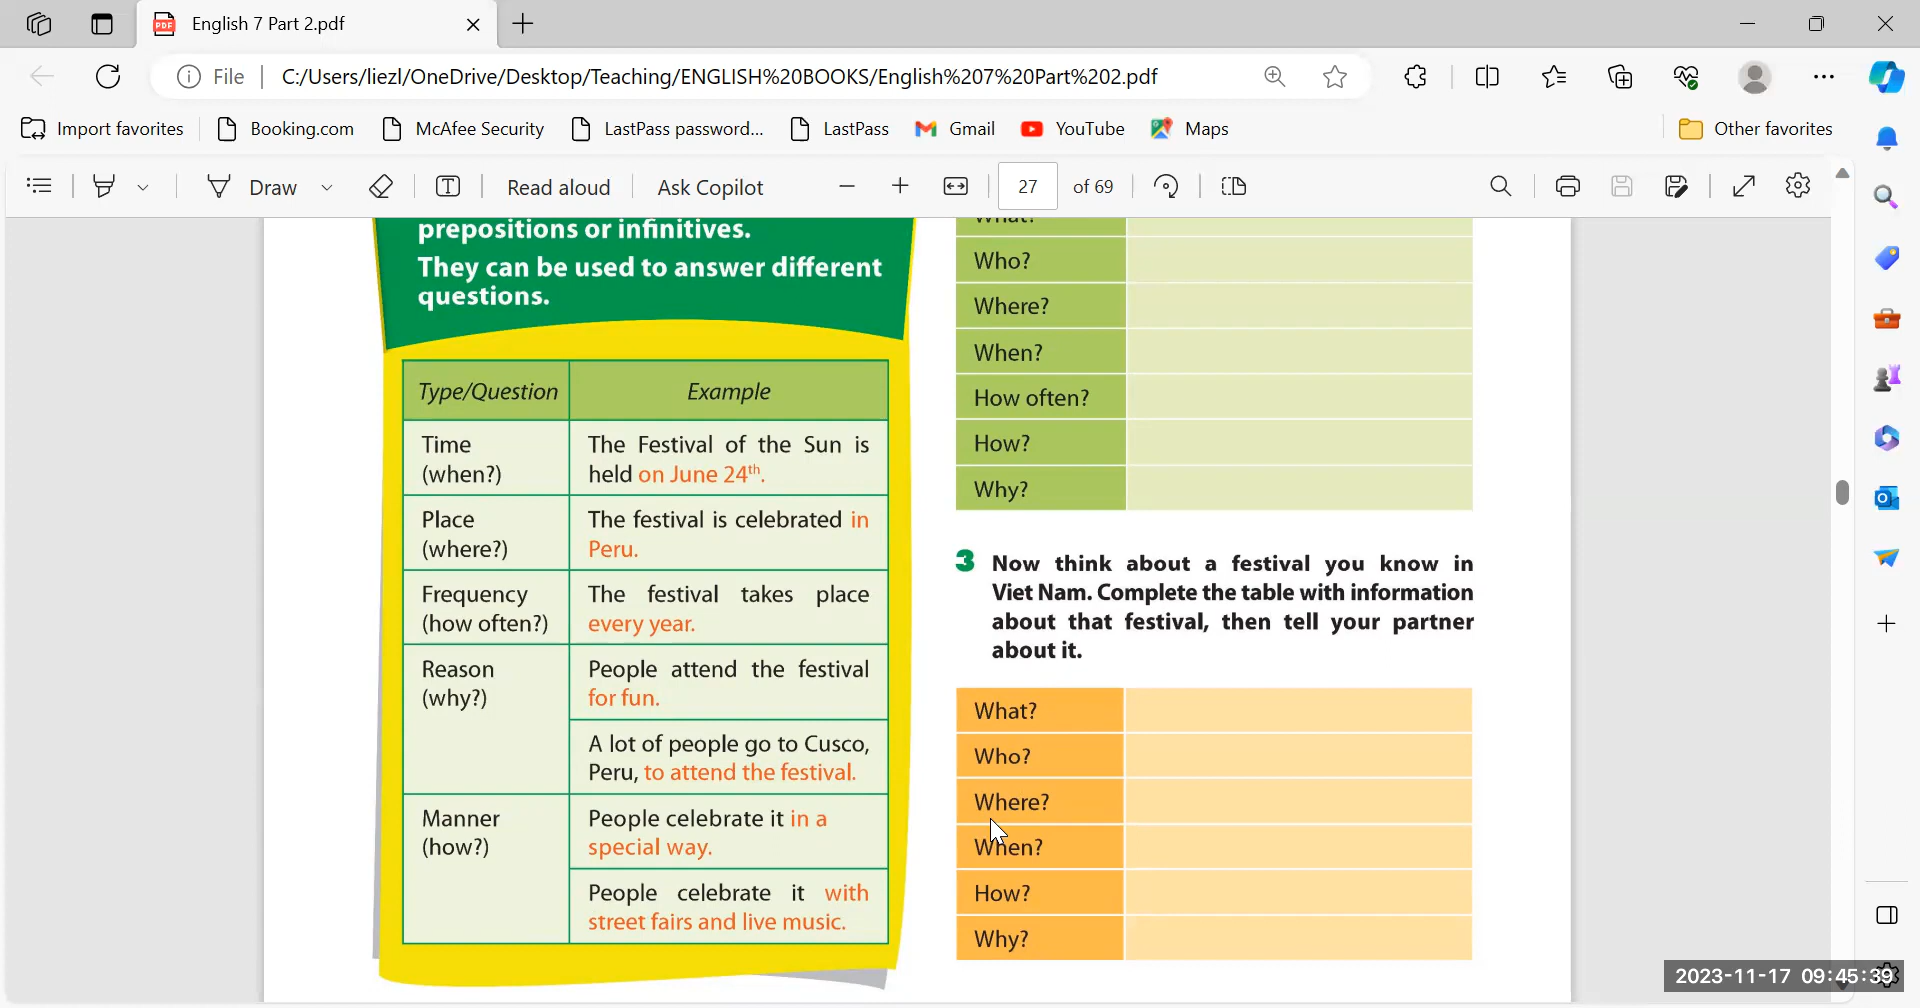 English 7 Part 2.pdf
File
C:/Users/liezl/OneDrive/Desktop/Teaching/ENGLISH%20BOOKS/English%207%20Part%202.pdf
Import favorites
Booking.com
McAfee Security
LastPass password...
LastPass
Gmail
YouTube
Maps
Other favorites
Draw
Read aloud
Ask Copilot
27
of 69
prepositions or infinitives.
They can be used to answer different
questions.
Type/Question
Example
Time
(when?)
The Festival of the Sun is
held on June 24th.
Place
(where?)
The festival is celebrated in
Peru.
Frequency
(how often?)
The festival takes place
every year.
Reason
(why?)
People attend the festival
for fun.
A lot of people go to Cusco,
Peru, to attend the festival.
Manner
(how?)
People celebrate it in a
special way.
People celebrate it with
street fairs and live music.
What?
Who?
Where?
When?
How often?
How?
Why?
3 Now think about a festival you know in
Viet Nam. Complete the table with information
about that festival, then tell your partner
about it.
What?
Who?
Where?
When?
How?
Why?
2023-11-17 09:45:39